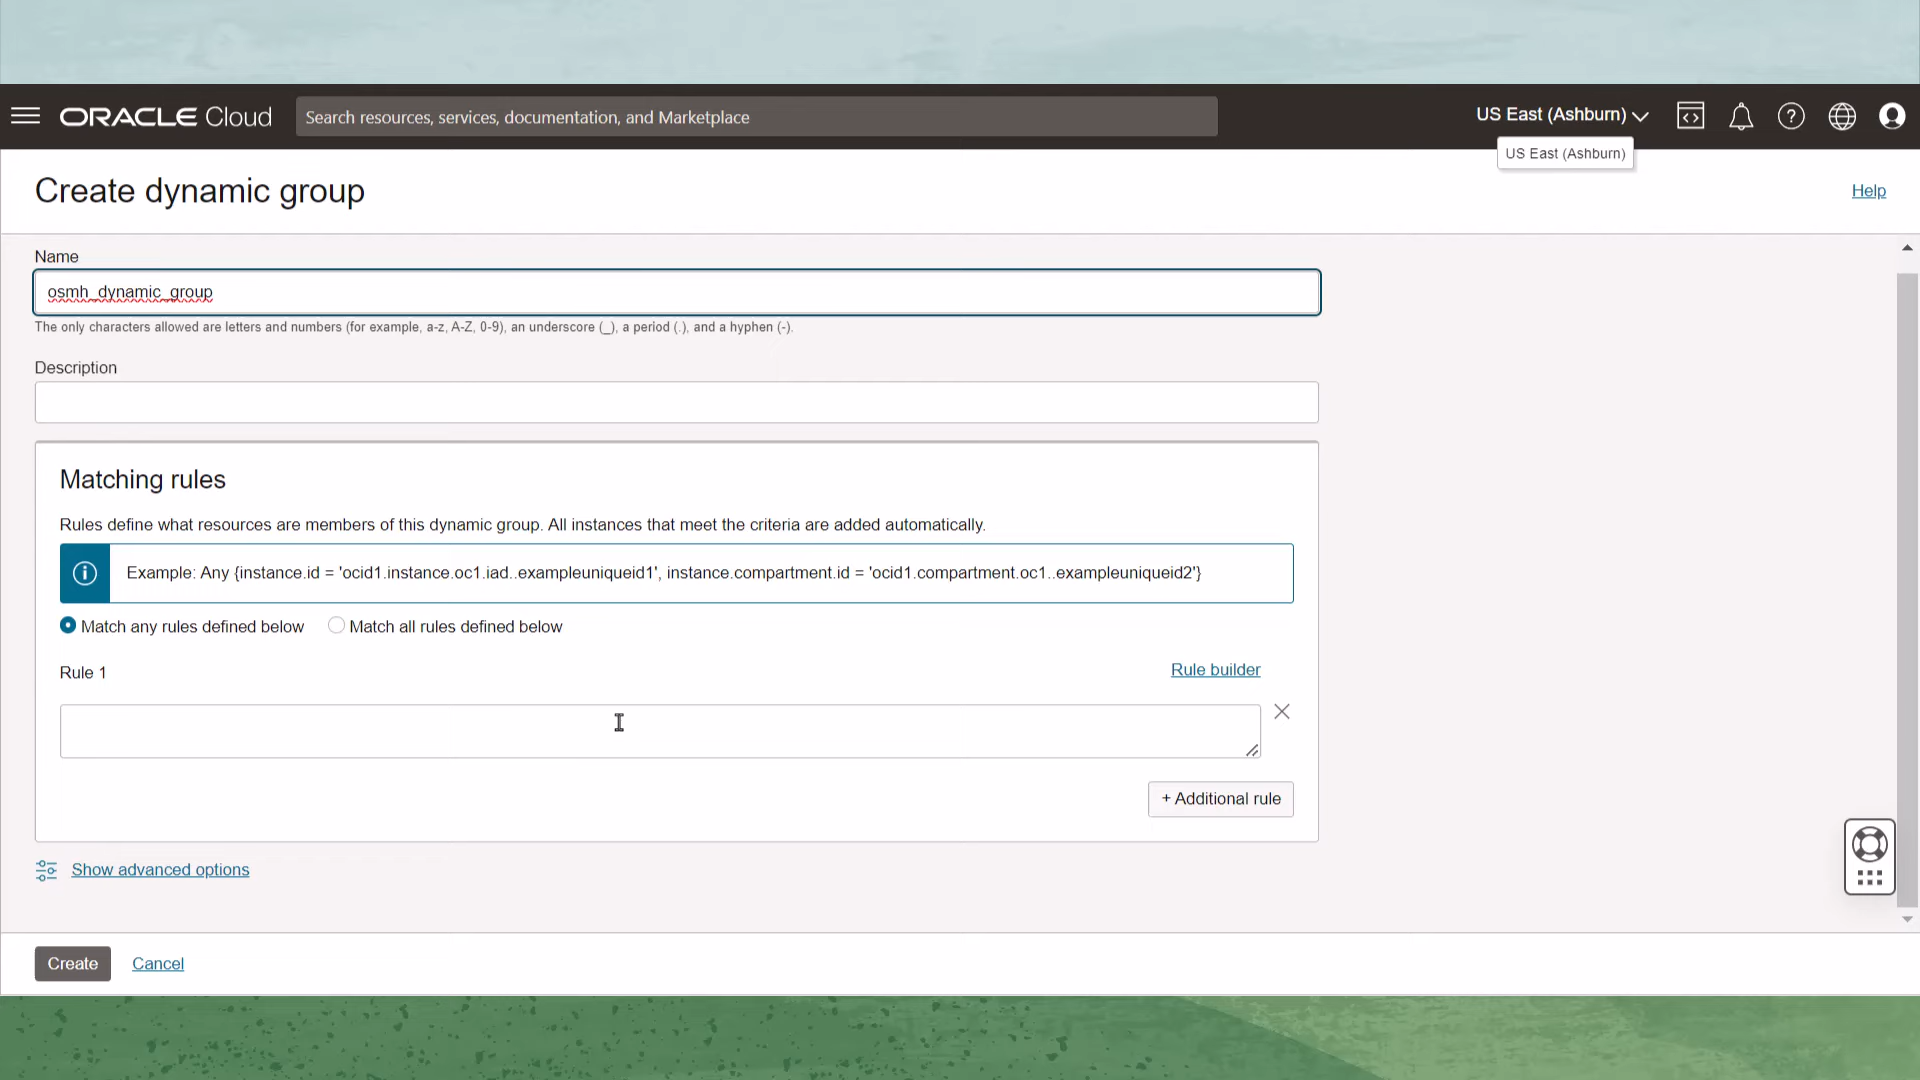 ORACLE Cloud
Search resources, services, documentation, and Marketplace
US East (Ashburn)
US East (Ashburn)
Create dynamic group
Help
Name
osmh_dynamic_group
The only characters allowed are letters and numbers (for example, a-z, A-Z, 0-9), an underscore (_), a period (.), and a hyphen (-).
Description
Matching rules
Rules define what resources are members of this dynamic group. All instances that meet the criteria are added automatically.
Example: Any {instance.id = 'ocid1.instance.oc1.iad..exampleuniqueid1', instance.compartment.id = 'ocid1.compartment.oc1..exampleuniqueid2'}
Match any rules defined below Match all rules defined below
Rule 1
Rule builder
+ Additional rule
Show advanced options
Create Cancel